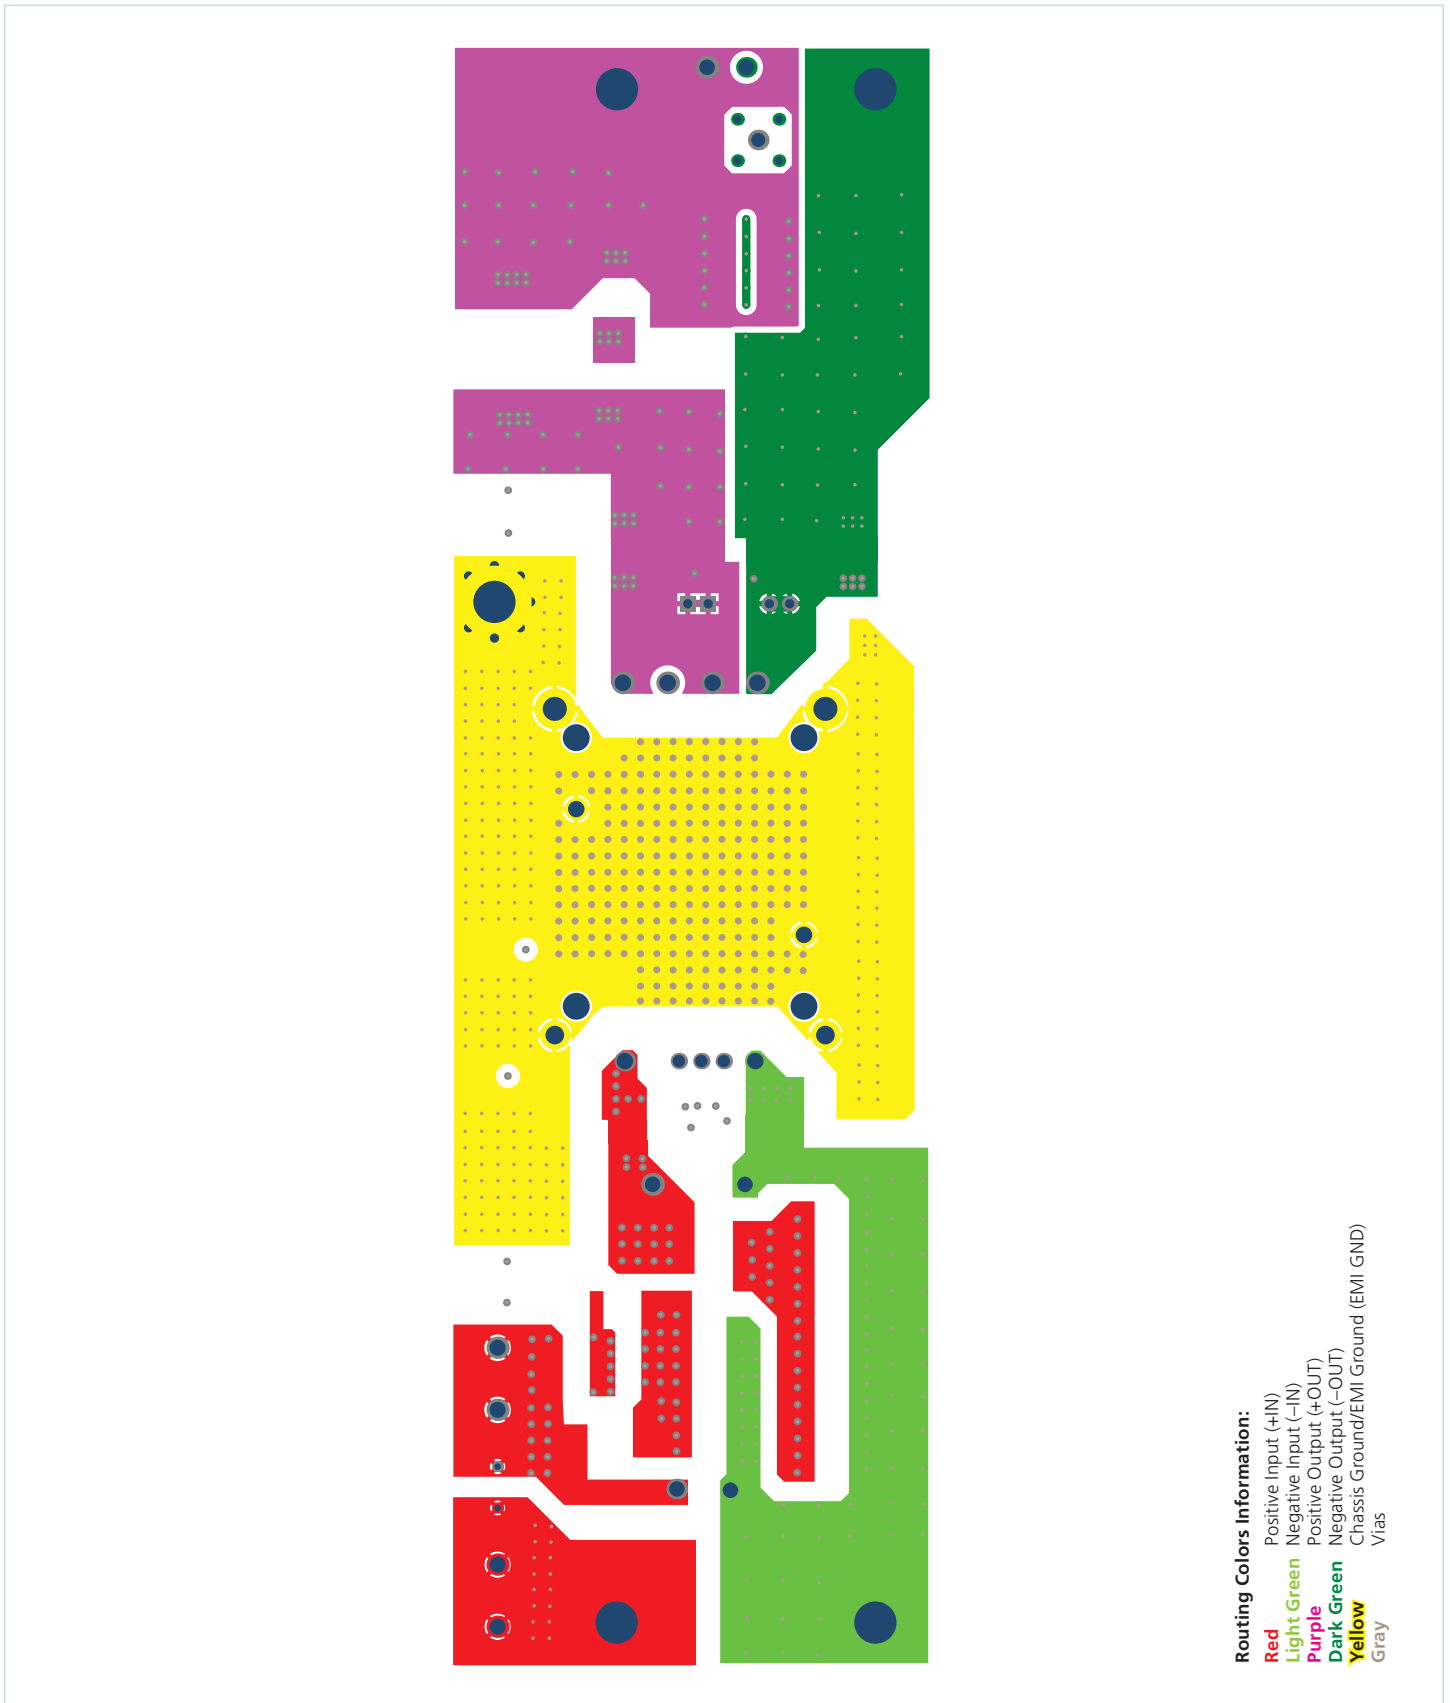 Routing Colors Information:
Red Positive Input (+IN)
Light Green Negative Input (–IN)
Purple Positive Output (+OUT)
Dark Green Negative Output (–OUT)
Yellow Chassis Ground/EMI Ground (EMI GND)
Gray Vias